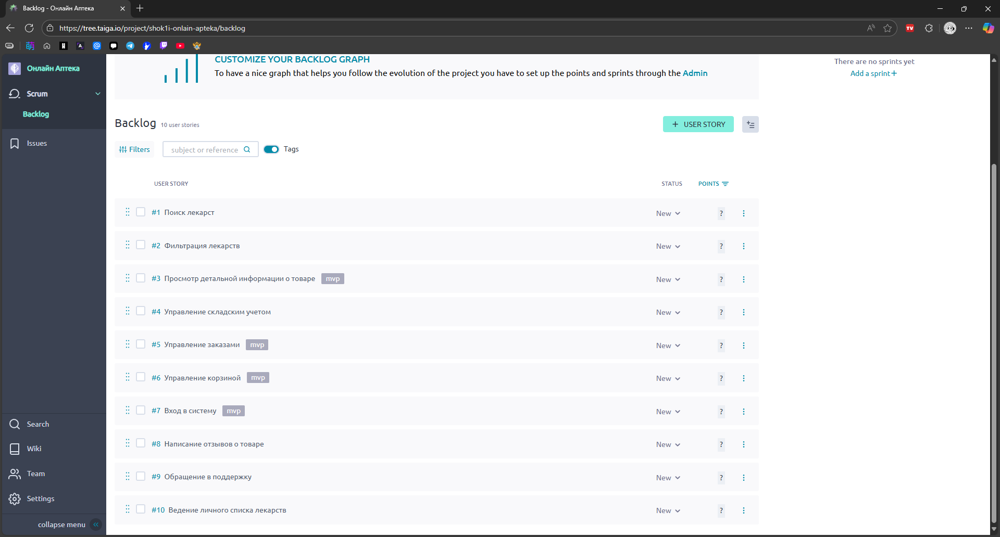 Backlog - Онлайн Аптека
https://tree.taiga.io/project/shok1i-onlain-apteka/backlog
Онлайн Аптека
Scrum
Backlog
Issues
Search
Wiki
Team
Settings
collapse menu
CUSTOMIZE YOUR BACKLOG GRAPH
To have a nice graph that helps you follow the evolution of the project you have to set up the points and sprints through the Admin
There are no sprints yet
Add a sprint+
Backlog 10 user stories
+ USER STORY
Filters subject or reference Tags
USER STORY STATUS POINTS
#1 Поиск лекарст New ?
#2 Фильтрация лекарств New ?
#3 Просмотр детальной информации о товаре mvp New ?
#4 Управление складским учетом New ?
#5 Управление заказами mvp New ?
#6 Управление корзиной mvp New ?
#7 Вход в систему mvp New ?
#8 Написание отзывов о товаре New ?
#9 Обращение в поддержку New ?
#10 Ведение личного списка лекарств New ?